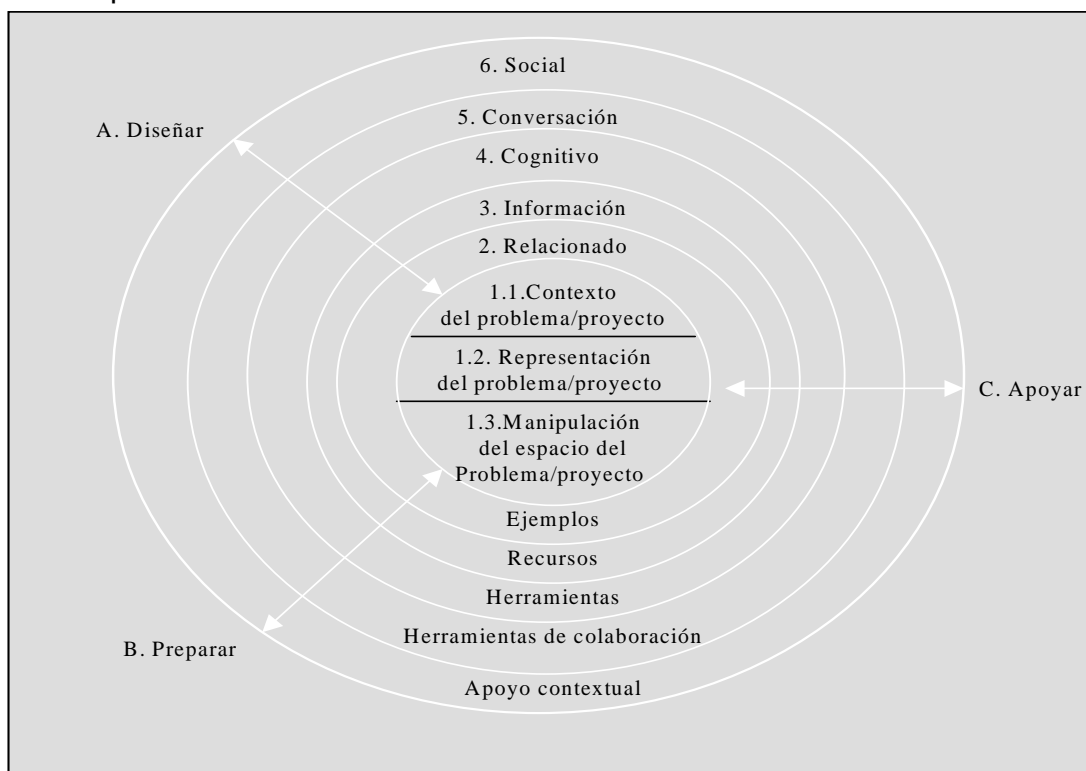 6. Social
5. Conversación
A. Diseñar
4. Cognitivo
3. Información
2. Relacionado
1.1.Contexto
del problema/proyecto
1.2. Representación
del problema/proyecto
C. Apoyar
1.3.Manipulación
del espacio del
Problema/proyecto
Ejemplos
Recursos
Herramientas
Herramientas de colaboración
B. Preparar
Apoyo contextual